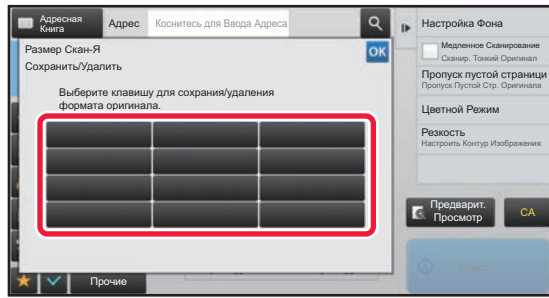 Адресная
Книга
Адрес
Коснитесь для Ввода Адреса
Размер Скан-Я
OK
Сохранить/Удалить
Выберите клавишу для сохрания/удаления
формата оригинала.
Настройка Фона
Медленное Сканирование
Сканир. Тонкий Оригинал
Пропуск пустой страници
Пропуск Пустой Стр. Оригинала
Цветной Режим
Резкость
Настроить Контур Изображения
Предварит.
Просмотр
CA
Старт
Прочие